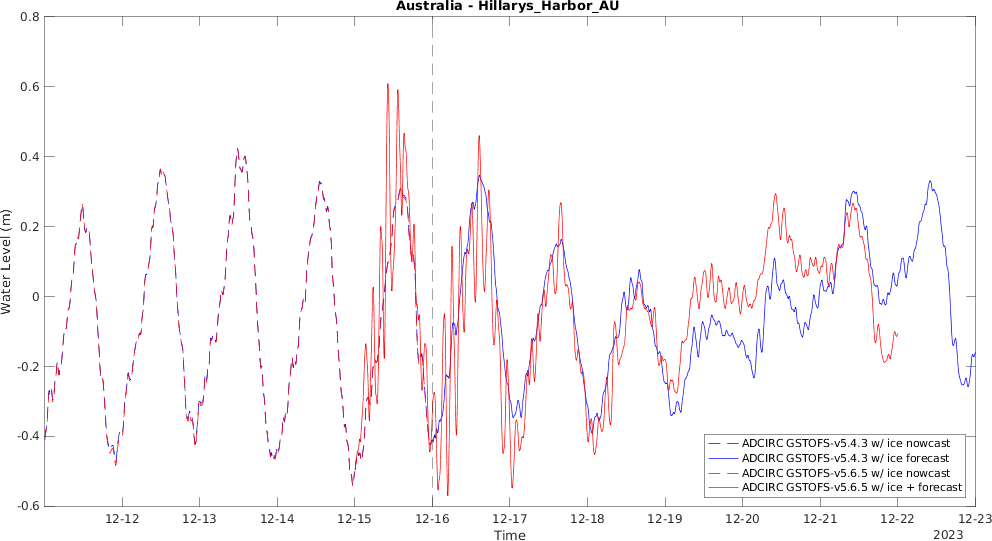 Australia - Hillarys_Harbor_AU
Water Level (m)
0.8
0.6
0.4
0.2
0
-0.2
-0.4
-0.6
ADCIRC GSTOFS-v5.4.3 w/ ice nowcast
ADCIRC GSTOFS-v5.4.3 w/ ice forecast
ADCIRC GSTOFS-v5.6.5 w/ ice nowcast
ADCIRC GSTOFS-v5.6.5 w/ ice + forecast
12-12 12-13 12-14 12-15 12-16 12-17 12-18 12-19 12-20 12-21 12-22 12-23
Time
2023